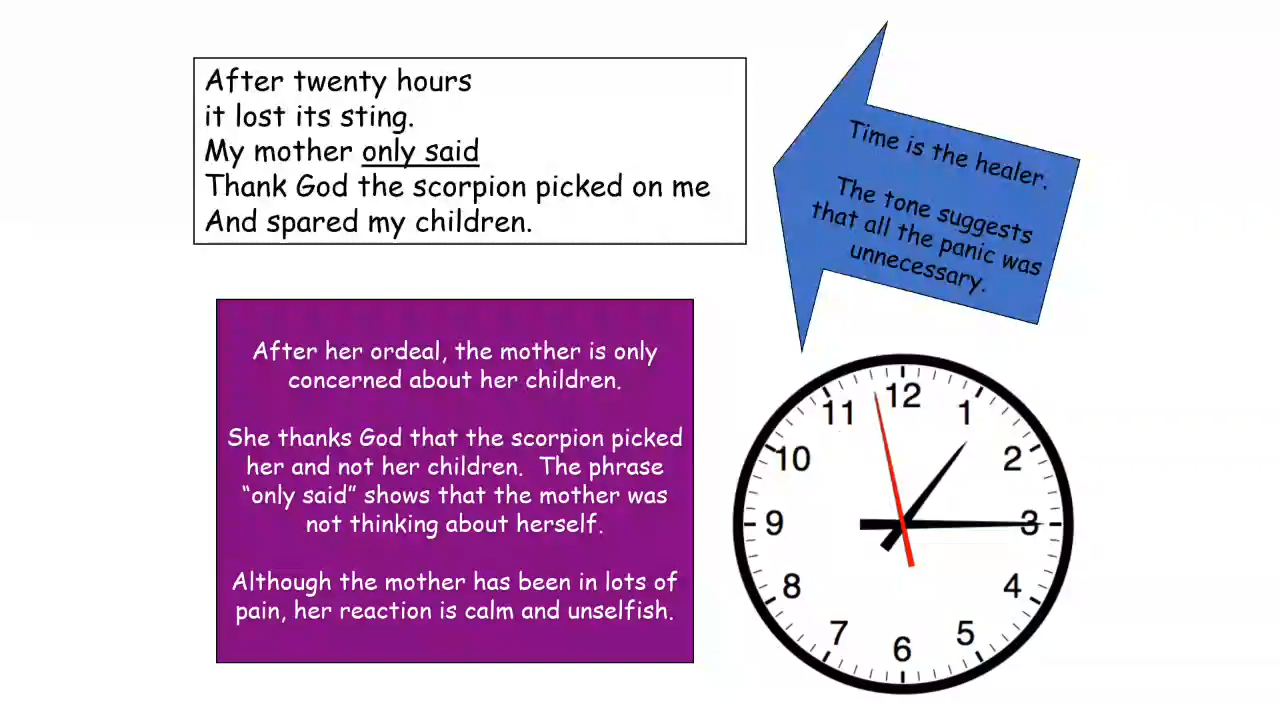 After twenty hours
it lost its sting.
My mother only said
Thank God the scorpion picked on me
And spared my children.
Time is the healer.
The tone suggests
that all the panic was
unnecessary.
After her ordeal, the mother is only
concerned about her children.
She thanks God that the scorpion picked
her and not her children. The phrase
“only said” shows that the mother was
not thinking about herself.
Although the mother has been in lots of
pain, her reaction is calm and unselfish.
12
1
2
3
4
5
6
7
8
9
10
11